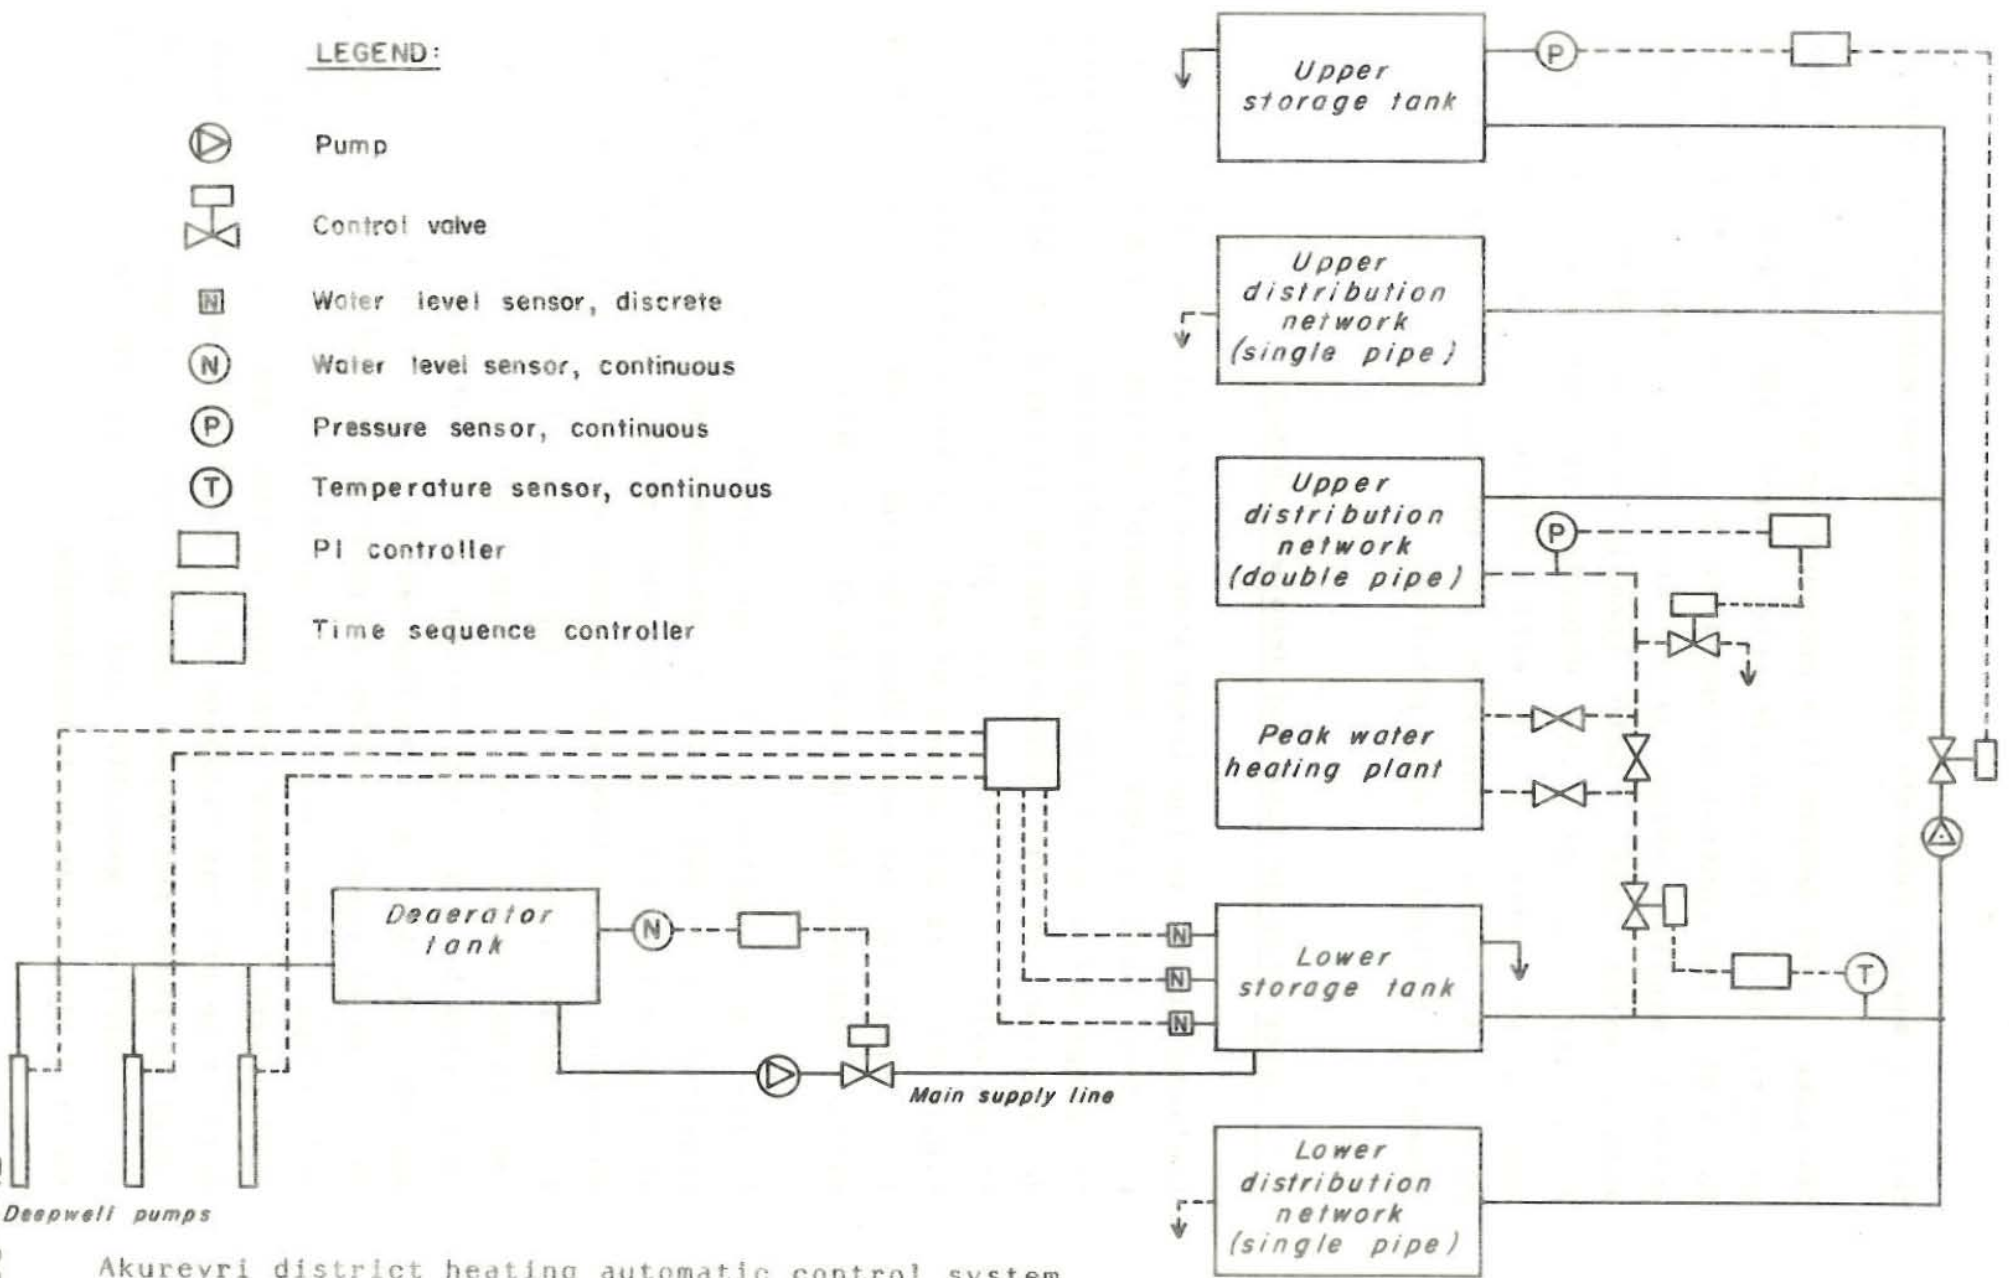 LEGEND:
Pump
Control valve
N
Water level sensor, discrete
N
Water level sensor, continuous
P
Pressure sensor, continuous
T
Temperature sensor, continuous
PI controller
Time sequence controller
Upper
storage tank
P
Upper
distribution
network
(single pipe)
Upper
distribution
network
(double pipe)
P
Peak water
heating plant
Deaerator
tank
N
N
N
N
Lower
storage tank
T
Main supply line
Lower
distribution
network
(single pipe)
Deepwell pumps
Akureyri district heating automatic control system